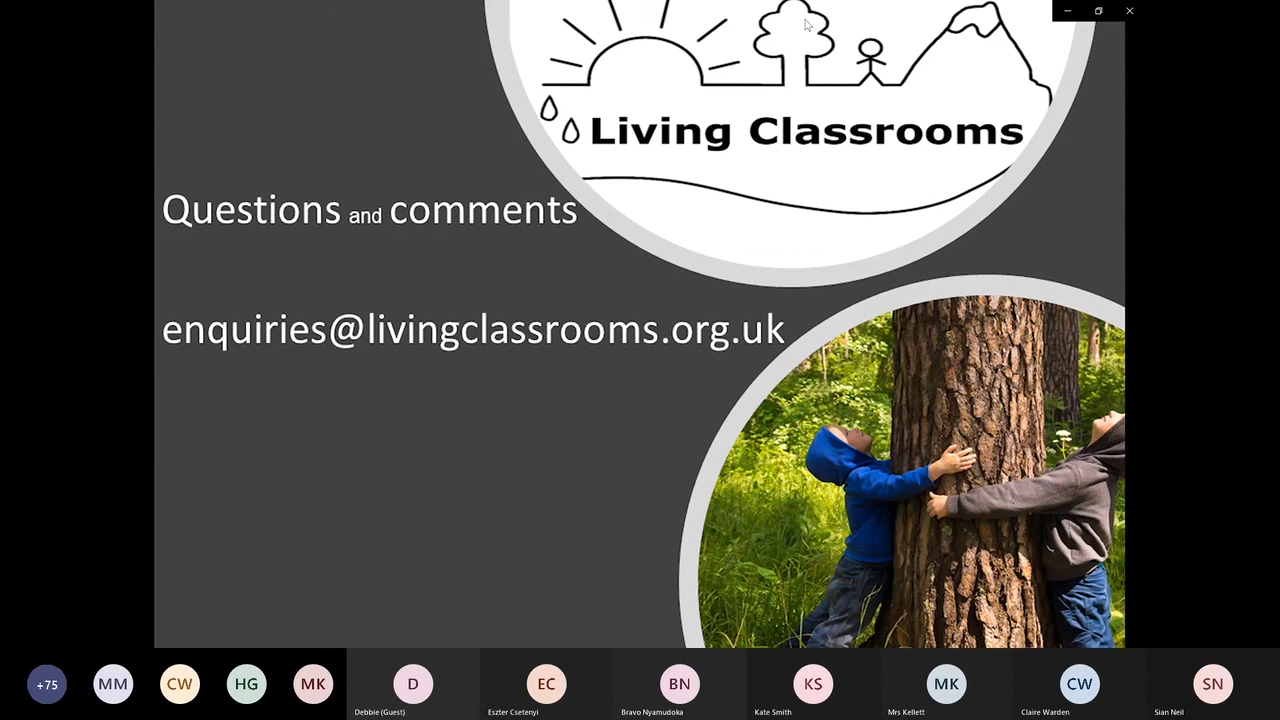 Living Classrooms
Questions and comments
enquiries@livingclassrooms.org.uk
+75
MM
CW
HG
MK
D
EC
BN
KS
MK
CW
SN
Debbie (Guest)
Eszter Csetenyi
Bravo Nyamudoka
Kate Smith
Mrs Kellett
Claire Warden
Sian Neil